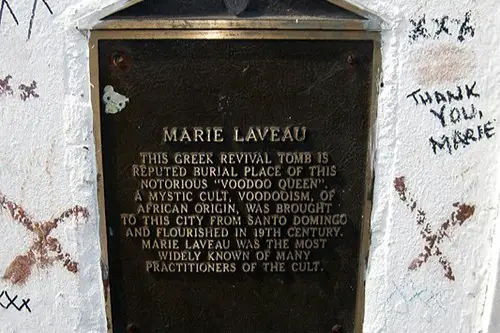 MARIE LAVEAU
THIS GREEK REVIVAL TOMB IS
REPUTED BURIAL PLACE OF THIS
NOTORIOUS "VOODOO QUEEN".
A MYSTIC CULT, VOODOOISM, OF
AFRICAN ORIGIN, WAS BROUGHT
TO THIS CITY FROM SANTO DOMINGO
AND FLOURISHED IN 19TH CENTURY.
MARIE LAVEAU WAS THE MOST
WIDELY KNOWN OF MANY
PRACTITIONERS OF THE CULT.
XXX
THANK
YOU,
MARIE
XXX